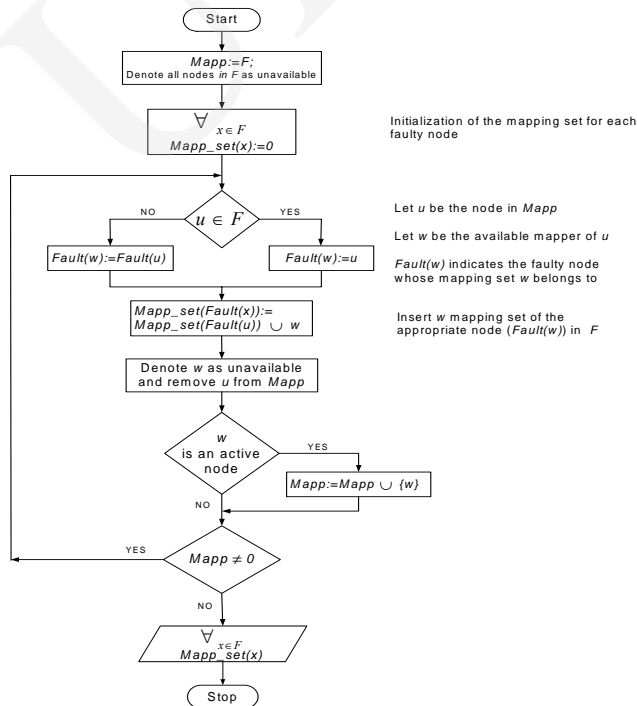 Start
Mapp:=F;
Denote all nodes in F as unavailable
∀ x ∈ F
Mapp_set(x):=0
Initialization of the mapping set for each
faulty node
NO
u ∈ F
YES
Let u be the node in Mapp
Let w be the available mapper of u
Fault(w):=Fault(u)
Fault(w):=u
Fault(w) indicates the faulty node
whose mapping set w belongs to
Mapp_set(Fault(x)):=
Mapp_set(Fault(u)) ∪ w
Insert w mapping set of the
appropriate node (Fault(w)) in F
Denote w as unavailable
and remove u from Mapp
w
is an active
node
YES
Mapp:=Mapp ∪ {w}
NO
YES
Mapp ≠ 0
NO
∀ x∈F
Mapp_set(x)
Stop